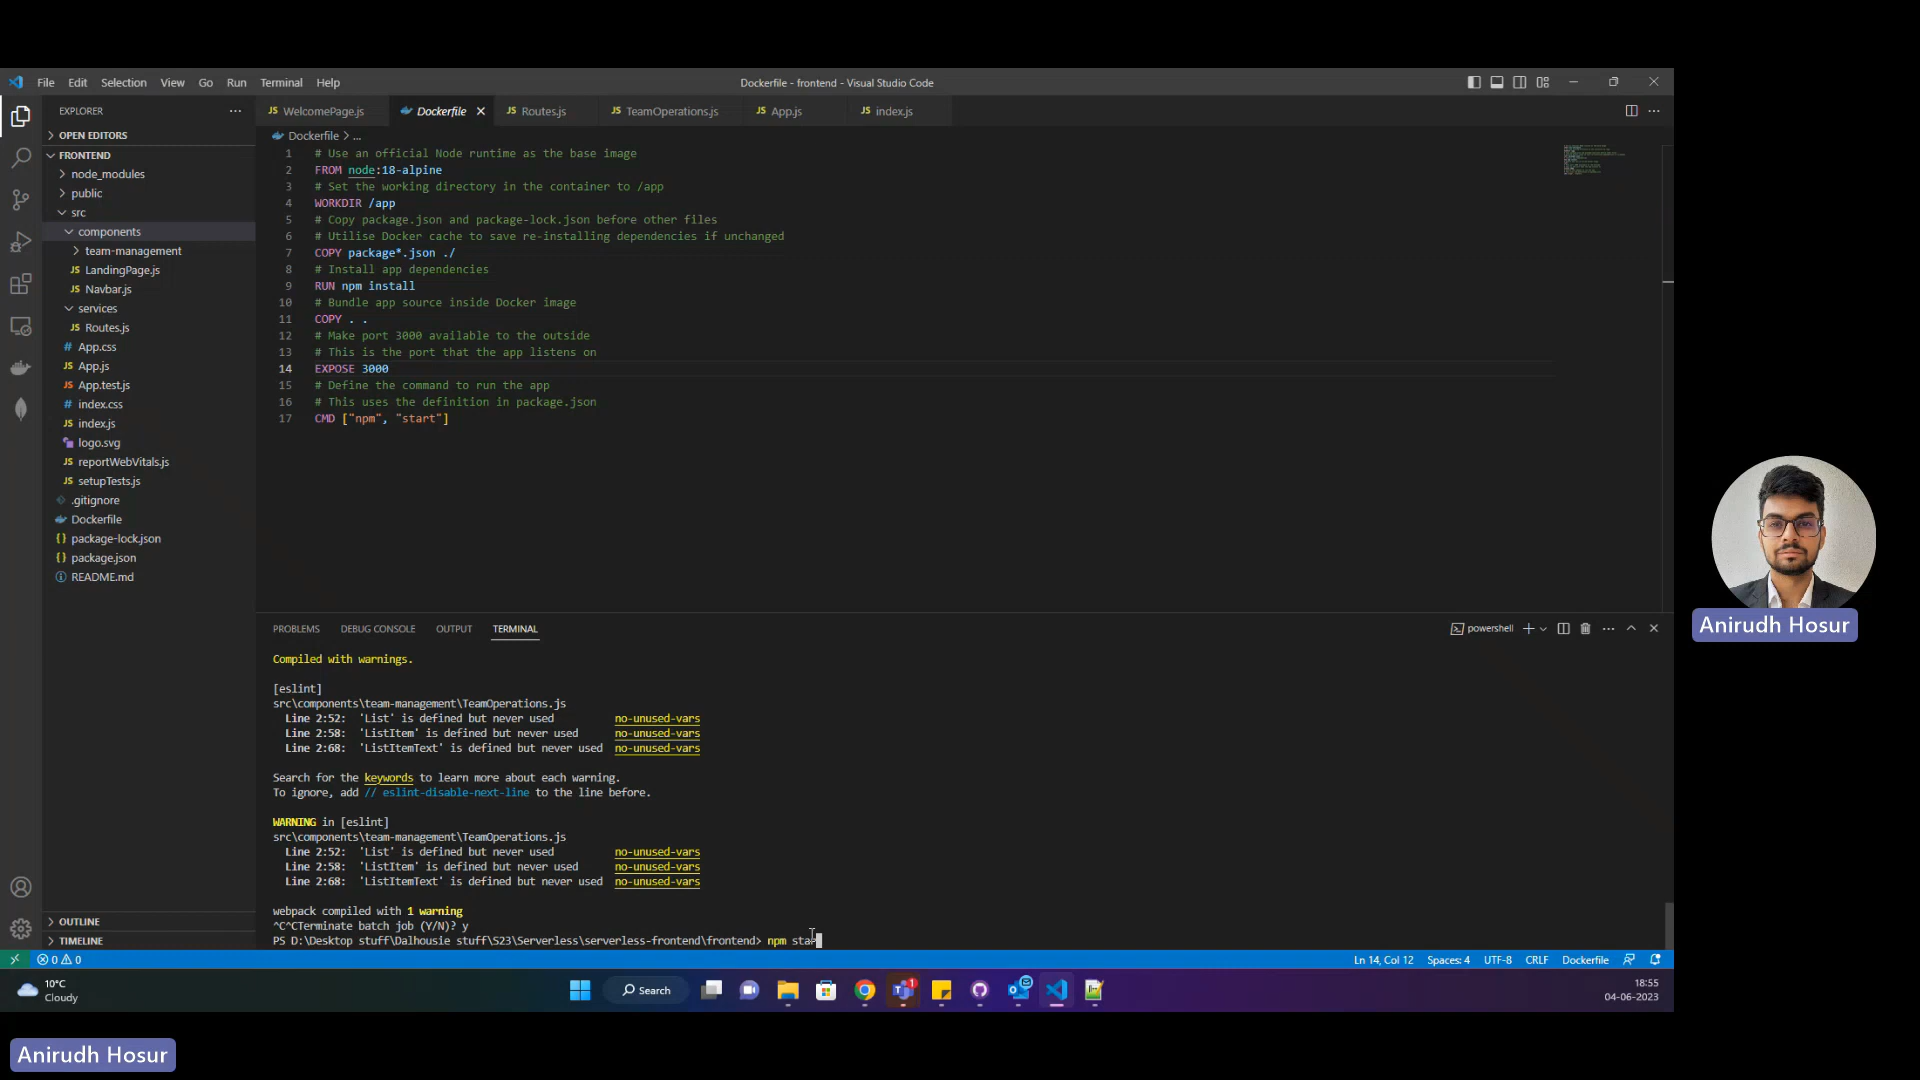 File Edit Selection View Go Run Terminal Help
Dockerfile - frontend - Visual Studio Code
EXPLORER
OPEN EDITORS
FRONTEND
node_modules
public
src
components
team-management
JS LandingPage.js
JS Navbar.js
services
JS Routes.js
# App.css
JS App.js
JS App.test.js
# index.css
JS index.js
logo.svg
JS reportWebVitals.js
JS setupTests.js
.gitignore
Dockerfile
{} package-lock.json
{} package.json
README.md
OUTLINE
TIMELINE
JS WelcomePage.js
Dockerfile
JS Routes.js
JS TeamOperations.js
JS App.js
JS index.js
Dockerfile > ...
1 # Use an official Node runtime as the base image
2 FROM node:18-alpine
3 # Set the working directory in the container to /app
4 WORKDIR /app
5 # Copy package.json and package-lock.json before other files
6 # Utilise Docker cache to save re-installing dependencies if unchanged
7 COPY package*.json ./
8 # Install app dependencies
9 RUN npm install
10 # Bundle app source inside Docker image
11 COPY . .
12 # Make port 3000 available to the outside
13 # This is the port that the app listens on
14 EXPOSE 3000
15 # Define the command to run the app
16 # This uses the definition in package.json
17 CMD ["npm", "start"]
PROBLEMS DEBUG CONSOLE OUTPUT TERMINAL
powershell
Compiled with warnings.
[eslint]
src\components\team-management\TeamOperations.js
Line 2:52: 'List' is defined but never used no-unused-vars
Line 2:58: 'ListItem' is defined but never used no-unused-vars
Line 2:68: 'ListItemText' is defined but never used no-unused-vars
Search for the keywords to learn more about each warning.
To ignore, add // eslint-disable-next-line to the line before.
WARNING in [eslint]
src\components\team-management\TeamOperations.js
Line 2:52: 'List' is defined but never used no-unused-vars
Line 2:58: 'ListItem' is defined but never used no-unused-vars
Line 2:68: 'ListItemText' is defined but never used no-unused-vars
webpack compiled with 1 warning
^C^CTerminate batch job (Y/N)? y
PS D:\Desktop stuff\Dalhousie stuff\S23\Serverless\serverless-frontend\frontend> npm star
0 0
Ln 14, Col 12 Spaces: 4 UTF-8 CRLF Dockerfile
10°C
Cloudy
Search
1
18:55
04-06-2023
Anirudh Hosur
Anirudh Hosur